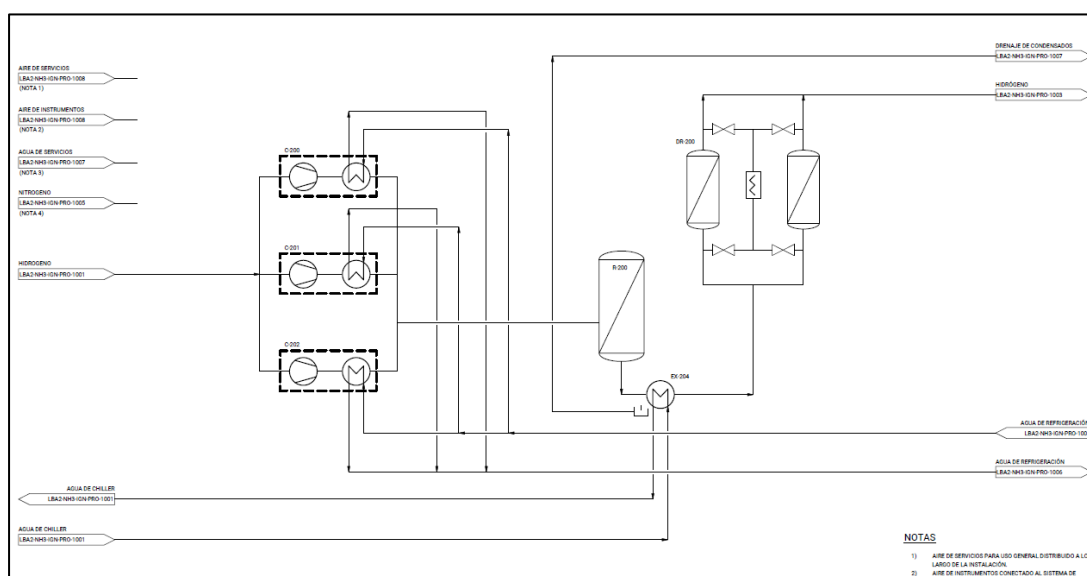 AIRE DE SERVICIOS
LBA2-NH3-IGN-PRO-1008
(NOTA 1)
AIRE DE INSTRUMENTOS
LBA2-NH3-IGN-PRO-1008
(NOTA 2)
AGUA DE SERVICIOS
LBA2-NH3-IGN-PRO-1007
(NOTA 3)
NITROGENO
LBA2-NH3-IGN-PRO-1005
(NOTA 4)
HIDROGENO
LBA2-NH3-IGN-PRO-1001
C-200
C-201
C-202
R-200
EX-204
DR-200
DRENAJE DE CONDENSADOS
LBA2-NH3-IGN-PRO-1007
HIDRÓGENO
LBA2-NH3-IGN-PRO-1003
AGUA DE REFRIGERACIÓN
LBA2-NH3-IGN-PRO-100
AGUA DE REFRIGERACIÓN
LBA2-NH3-IGN-PRO-1006
AGUA DE CHILLER
LBA2-NH3-IGN-PRO-1001
AGUA DE CHILLER
LBA2-NH3-IGN-PRO-1001
NOTAS
1) AIRE DE SERVICIOS PARA USO GENERAL DISTRIBUIDO A LO
LARGO DE LA INSTALACIÓN.
2) AIRE DE INSTRUMENTOS CONECTADO AL SISTEMA DE